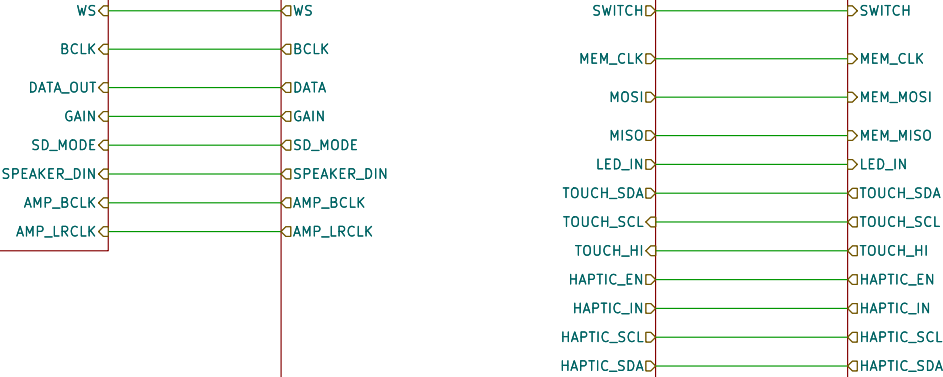 WS WS SWITCH SWITCH
BCLK BCLK MEM_CLK MEM_CLK
DATA_OUT DATA MOSI MEM_MOSI
GAIN GAIN
SD_MODE SD_MODE MISO MEM_MISO
SPEAKER_DIN SPEAKER_DIN LED_IN LED_IN
AMP_BCLK AMP_BCLK TOUCH_SDA TOUCH_SDA
AMP_LRCLK AMP_LRCLK TOUCH_SCL TOUCH_SCL
TOUCH_HI TOUCH_HI
HAPTIC_EN HAPTIC_EN
HAPTIC_IN HAPTIC_IN
HAPTIC_SCL HAPTIC_SCL
HAPTIC_SDA HAPTIC_SDA